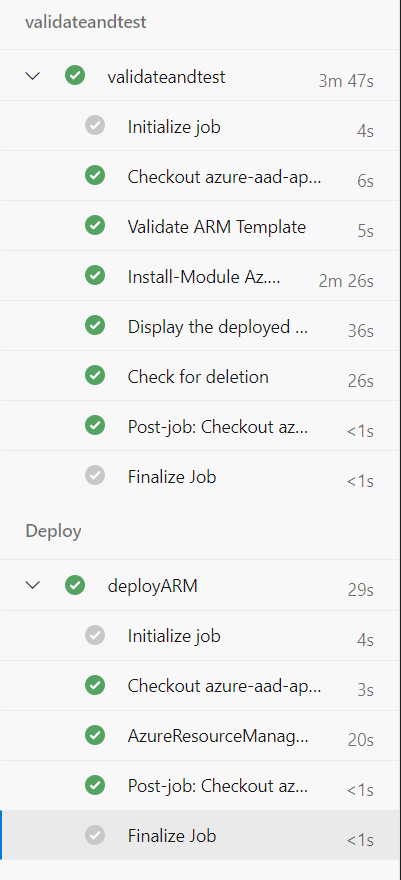 validateandtest
validateandtest 3m 47s
Initialize job 4s
Checkout azure-aad-ap... 6s
Validate ARM Template 5s
Install-Module Az.... 2m 26s
Display the deployed ... 36s
Check for deletion 26s
Post-job: Checkout az... <1s
Finalize Job <1s
Deploy
deployARM 29s
Initialize job 4s
Checkout azure-aad-ap... 3s
AzureResourceManag... 20s
Post-job: Checkout az... <1s
Finalize Job <1s